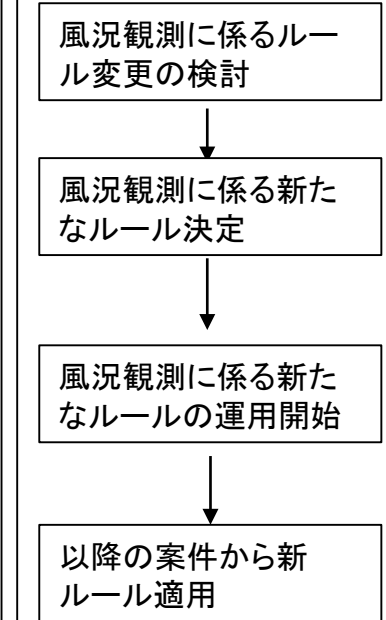 風況観測に係るルー
ル変更の検討
風況観測に係る新た
なルール決定
風況観測に係る新た
なルールの運用開始
以降の案件から新
ルール適用